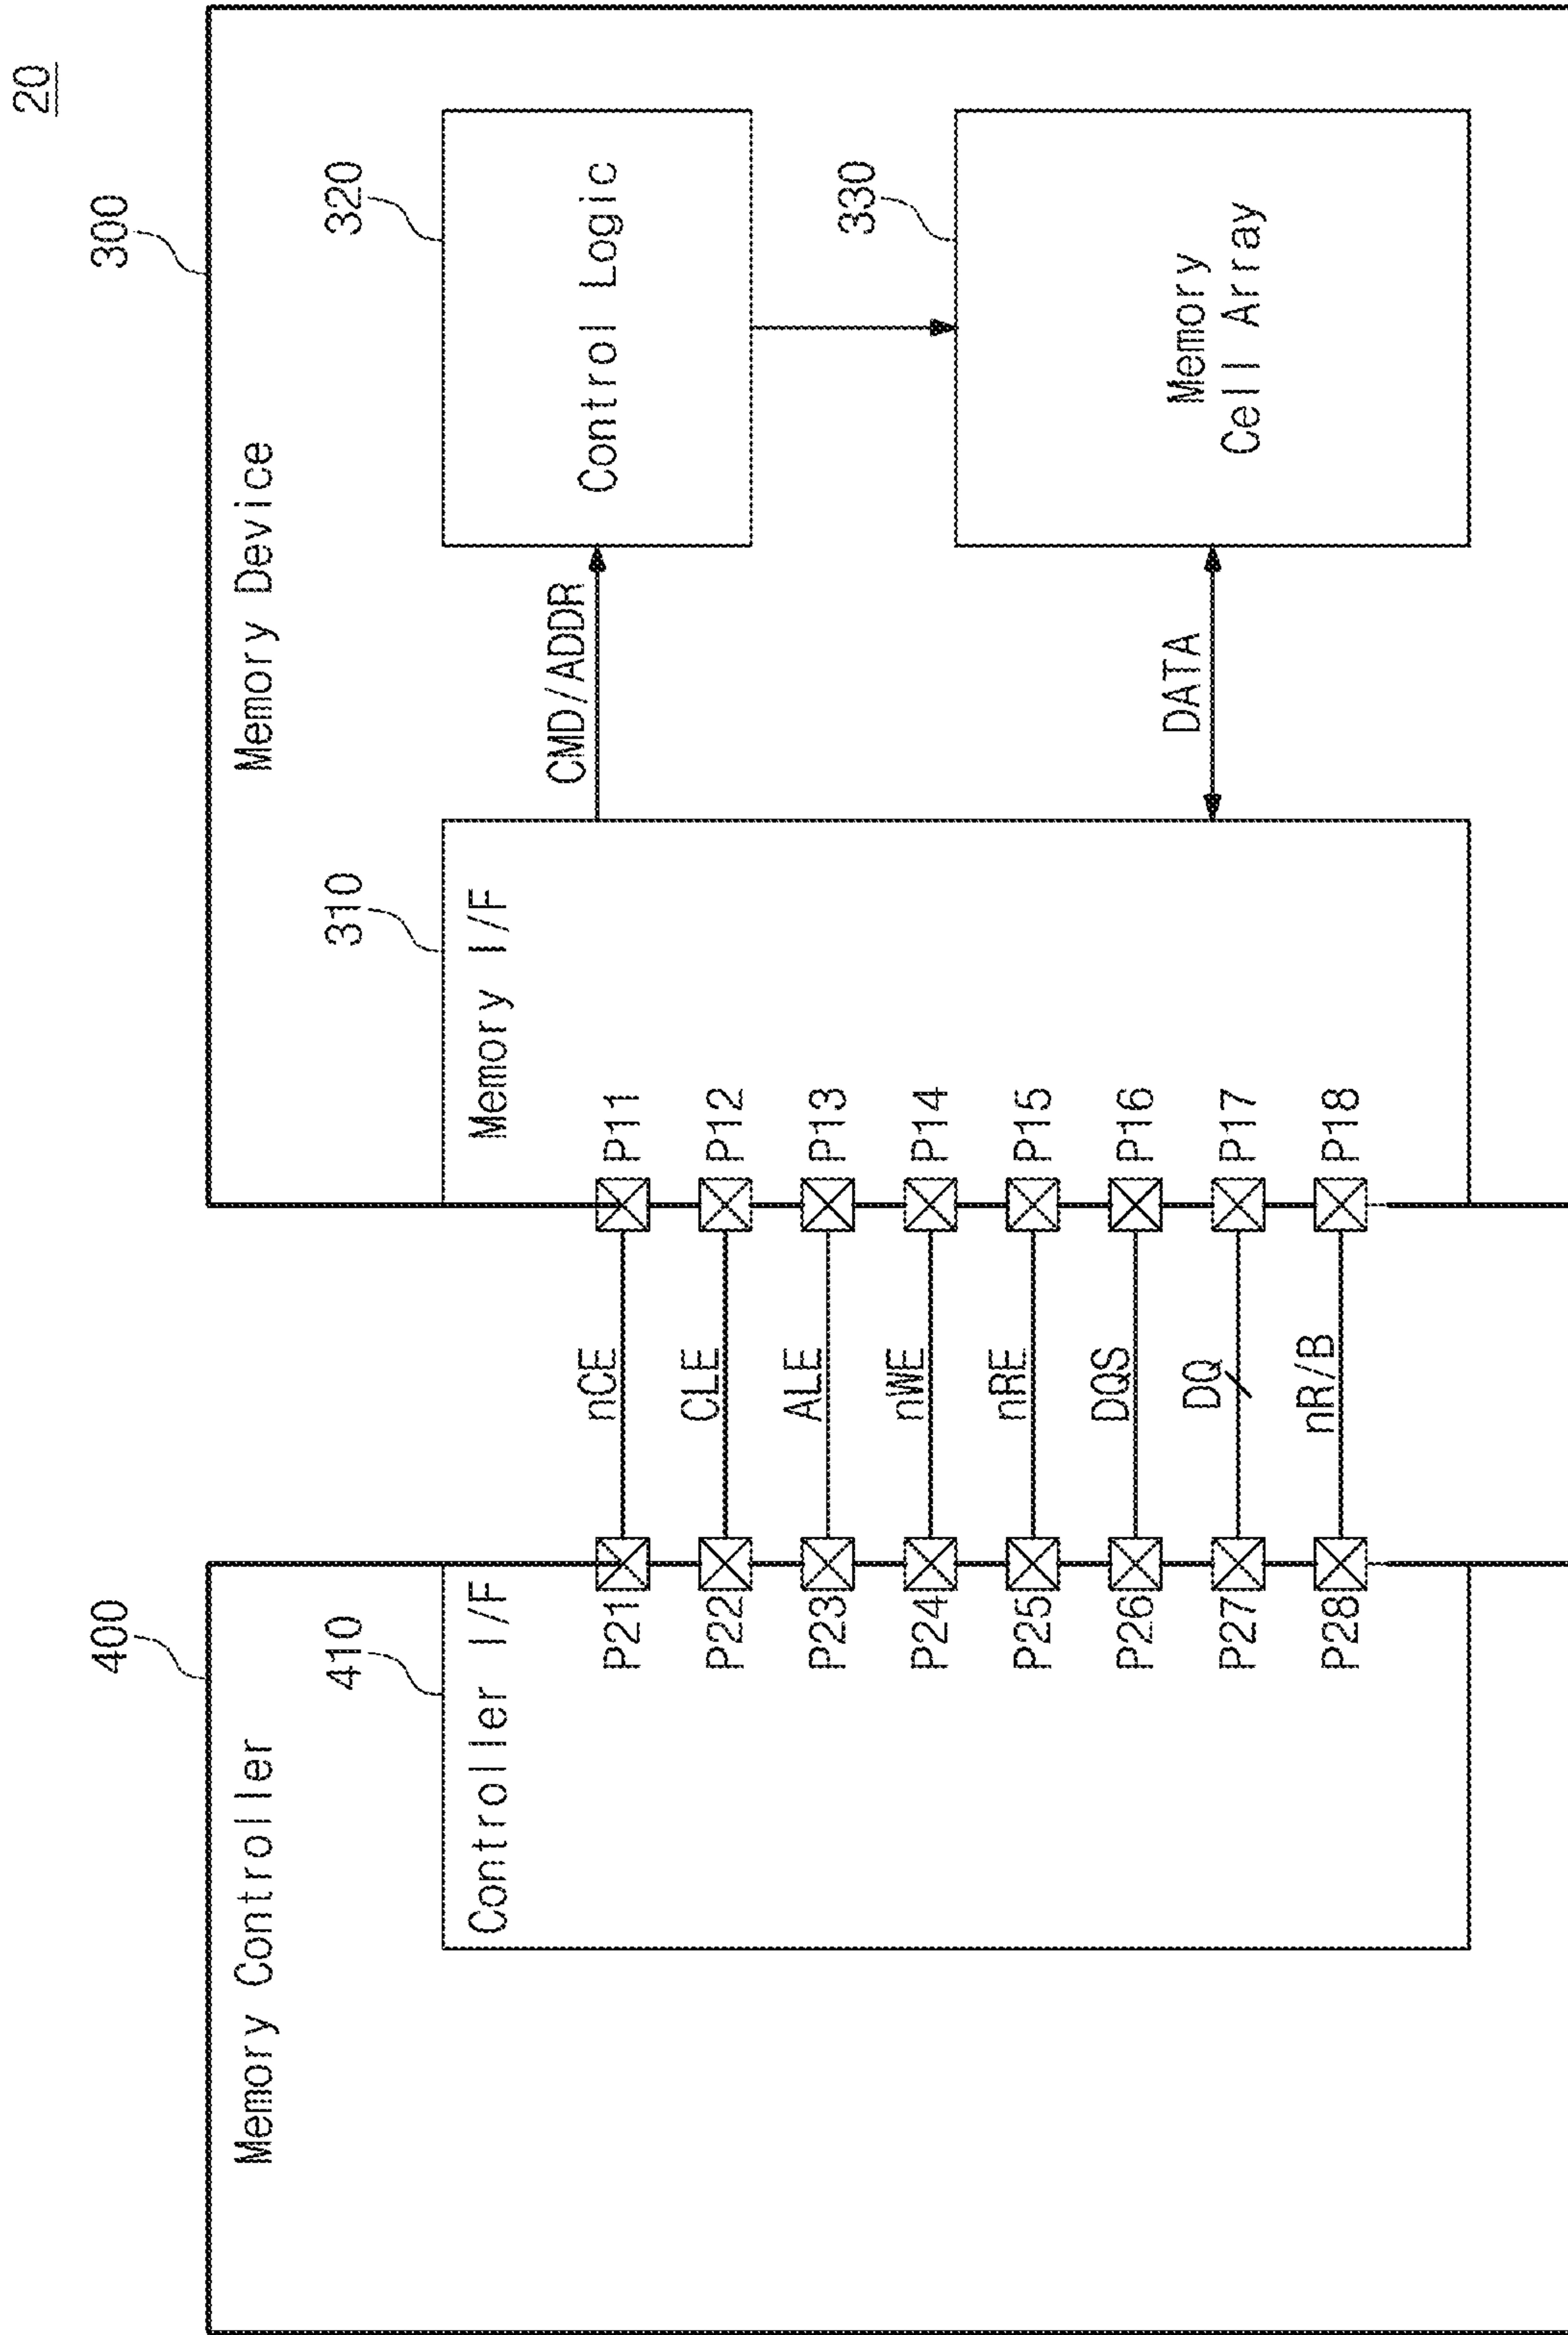 20
400
300
Memory Controller
Memory Device
410
310
320
Controller I/F
Memory I/F
Control Logic
CMD/ADDR
P21
nCE
P11
P22
CLE
P12
P23
ALE
P13
330
P24
nWE
P14
P25
nRE
P15
Memory
Cell Array
P26
DQS
P16
DATA
P27
DQ
P17
P28
nR/B
P18